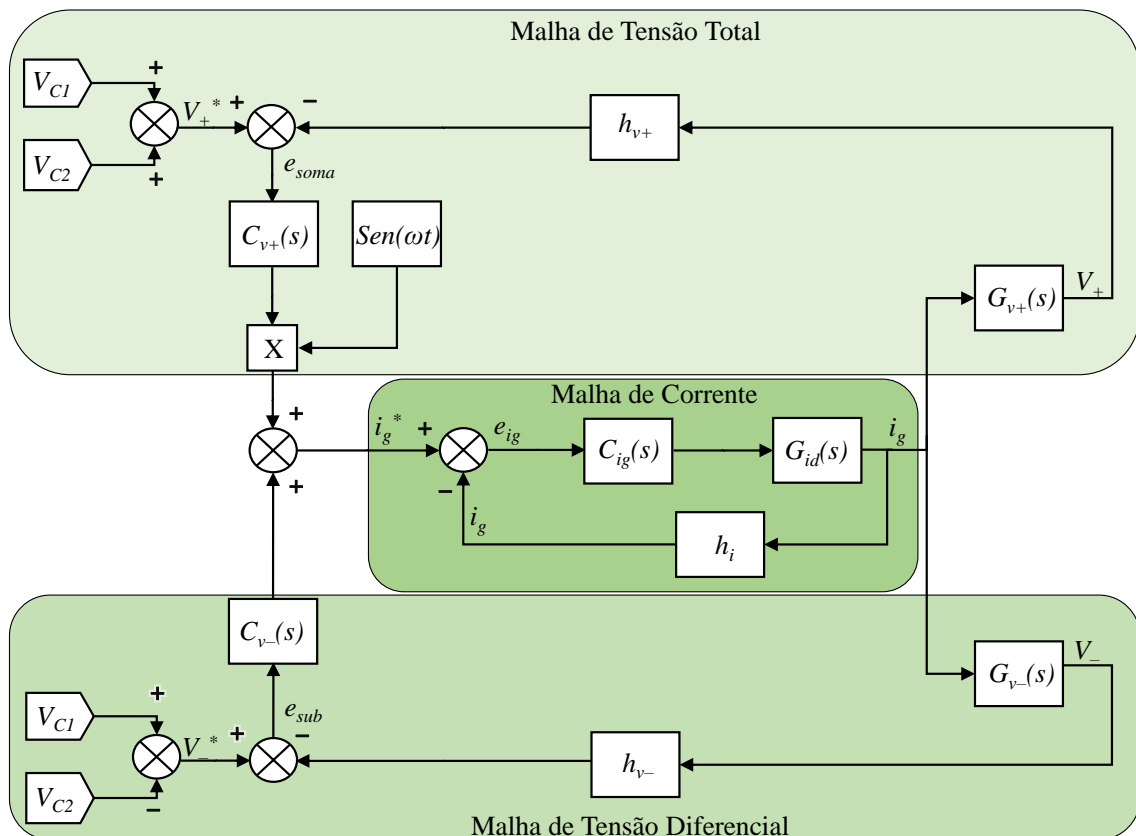 Malha de Tensão Total
V_C1
+
V_+^*
+
−
h_v+
V_C2
+
e_soma
C_v+(s)
Sen(ωt)
G_v+(s)
V_+
X
Malha de Corrente
+
i_g^*
+
e_ig
C_ig(s)
G_id(s)
i_g
+
−
i_g
h_i
C_v–(s)
G_v–(s)
V_–
V_C1
+
e_sub
V_–^*
+
−
h_v–
V_C2
−
Malha de Tensão Diferencial